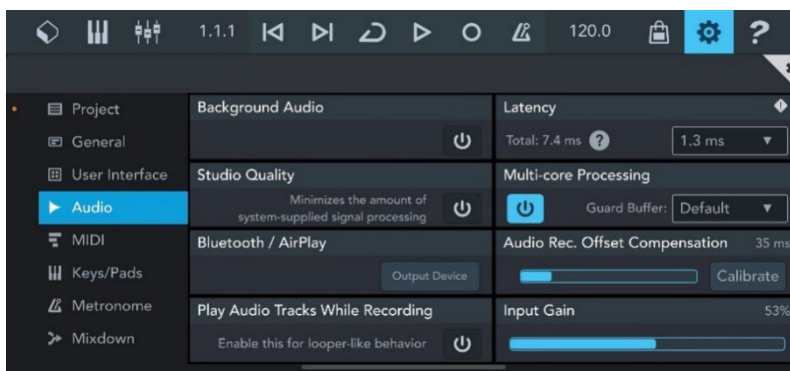 1.1.1
120.0
?
Project
General
User Interface
Audio
MIDI
Keys/Pads
Metronome
Mixdown
Background Audio
Studio Quality
Minimizes the amount of
system-supplied signal processing
Bluetooth / AirPlay
Output Device
Play Audio Tracks While Recording
Enable this for looper-like behavior
Latency
Total: 7.4 ms ?
1.3 ms
Multi-core Processing
Guard Buffer: Default
Audio Rec. Offset Compensation 35 ms
Calibrate
Input Gain 53%